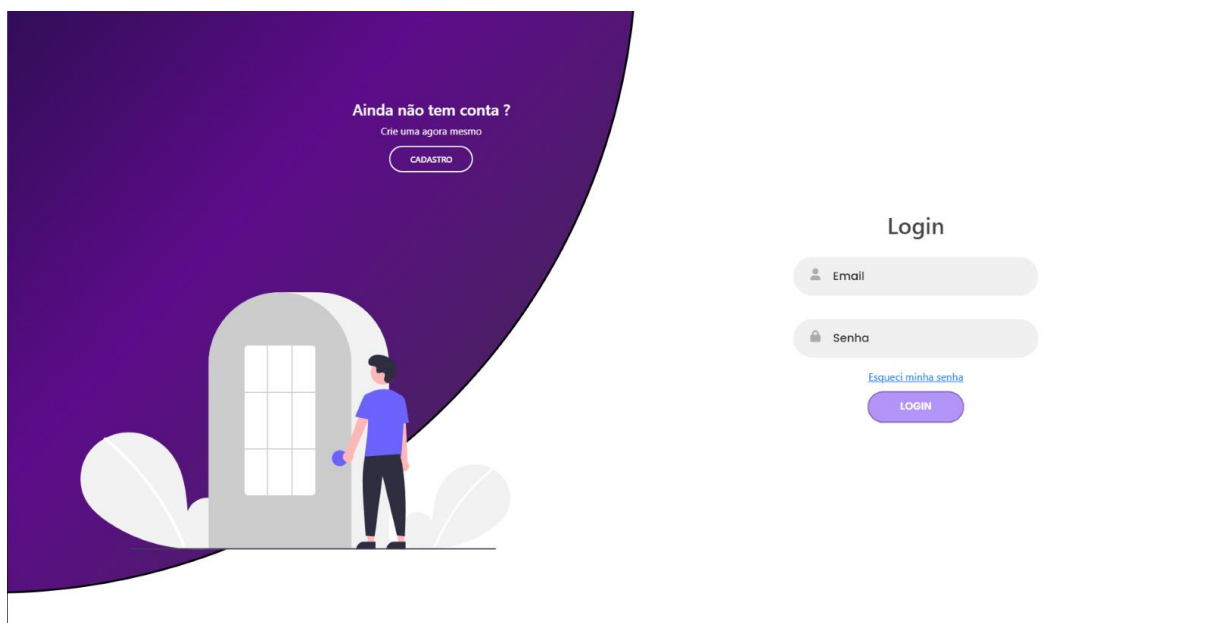 Ainda não tem conta ?
Crie uma agora mesmo
CADASTRO
Login
Email
Senha
Esqueci minha senha
LOGIN